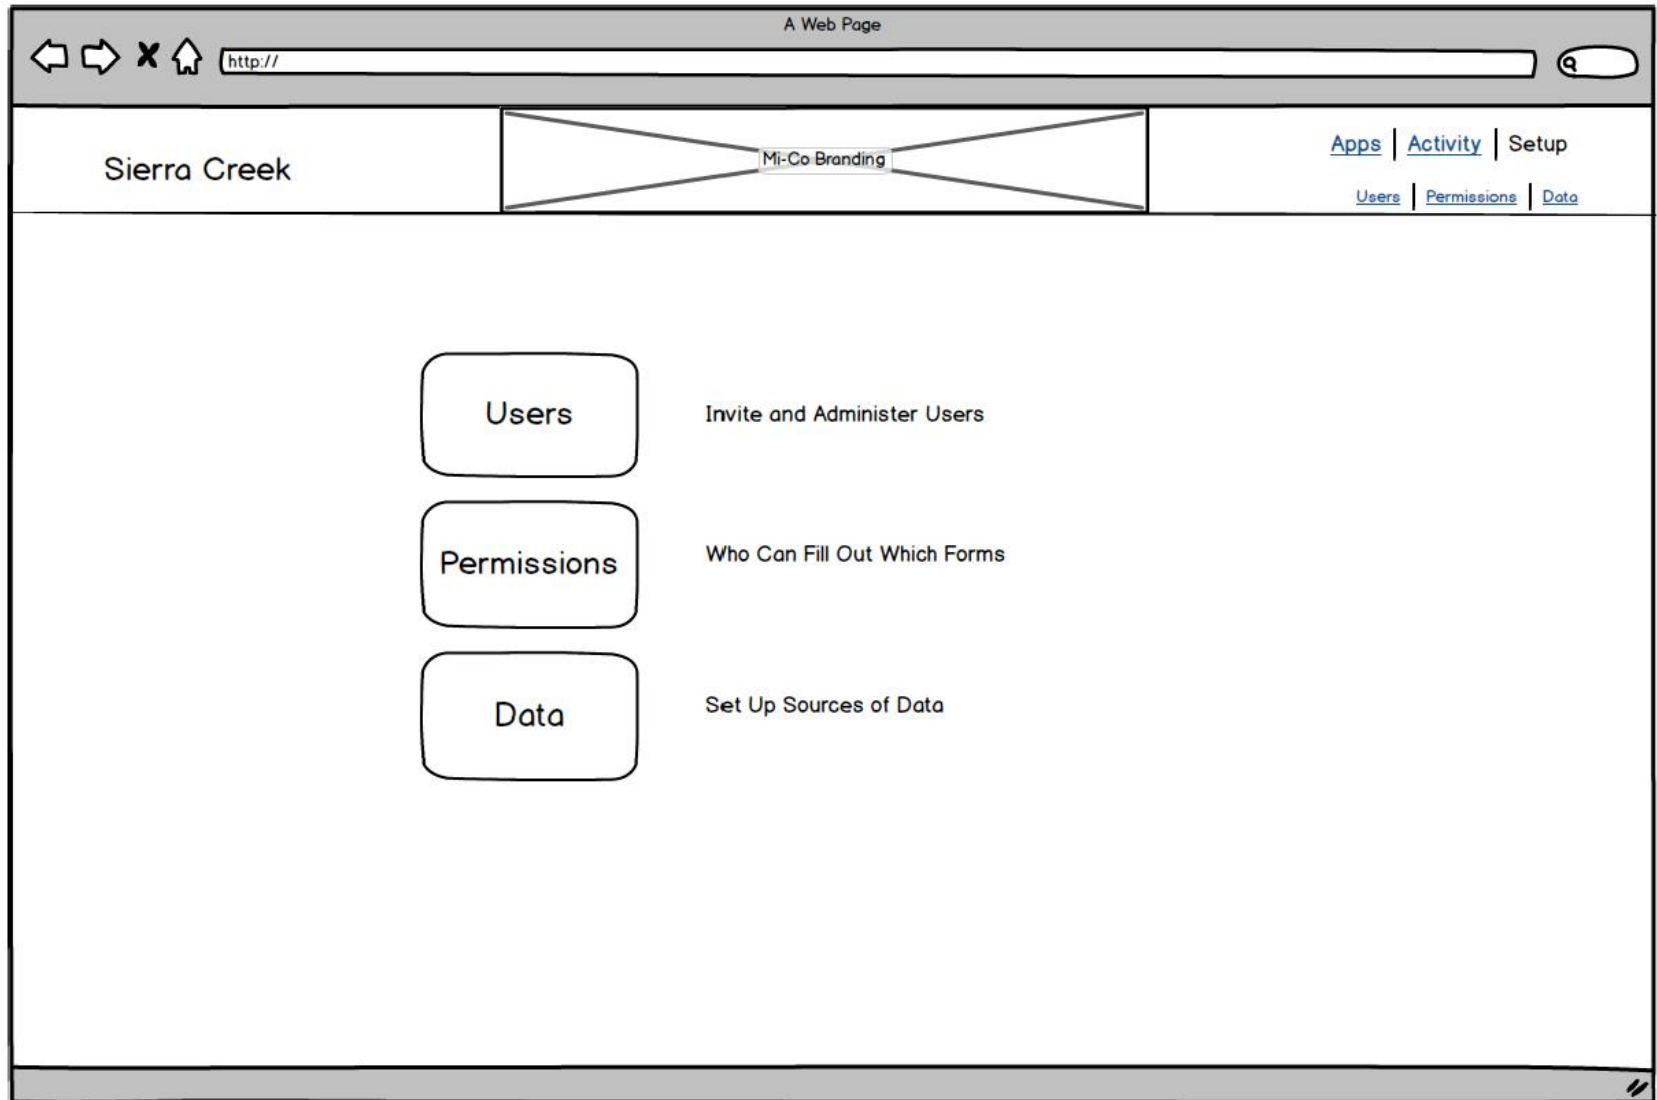 A Web Page
http://
Sierra Creek
Mi-Co Branding
Apps Activity Setup
Users Permissions Data
Users
Invite and Administer Users
Permissions
Who Can Fill Out Which Forms
Data
Set Up Sources of Data